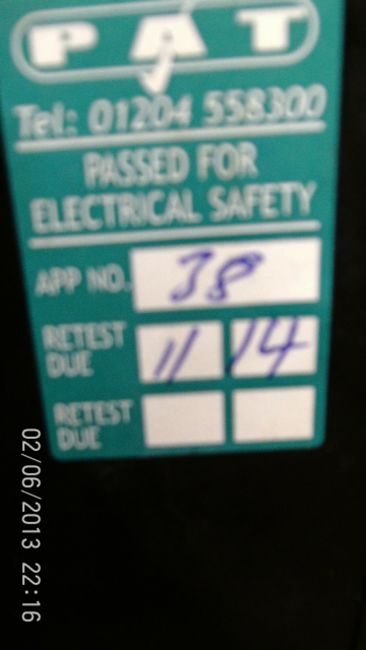 PAT
Tel: 01204 558300
PASSED FOR
ELECTRICAL SAFETY
APP NO. 38
RETEST
DUE 11 14
RETEST
DUE
02/06/2013 22:16